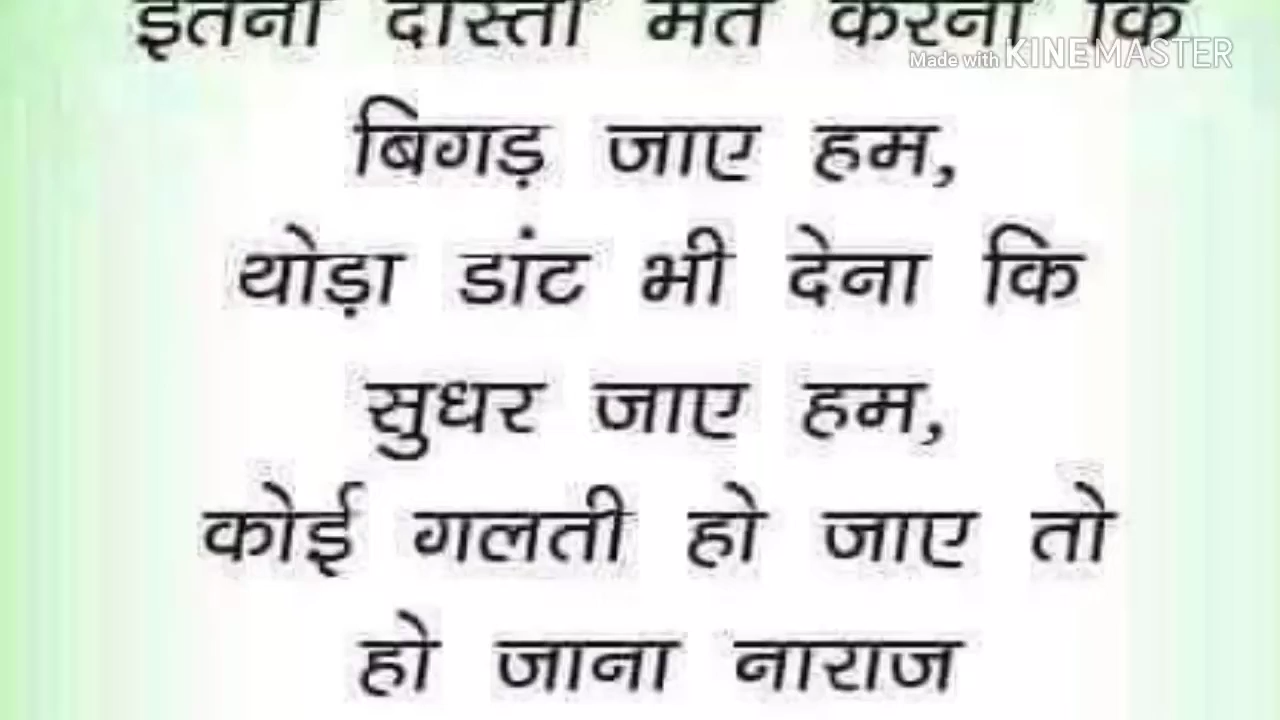 इतना दोस्ती मत करना कि
Made with KINEMASTER
बिगड़ जाए हम,
थोड़ा डांट भी देना कि
सुधर जाए हम,
कोई गलती हो जाए तो
हो जाना नाराज